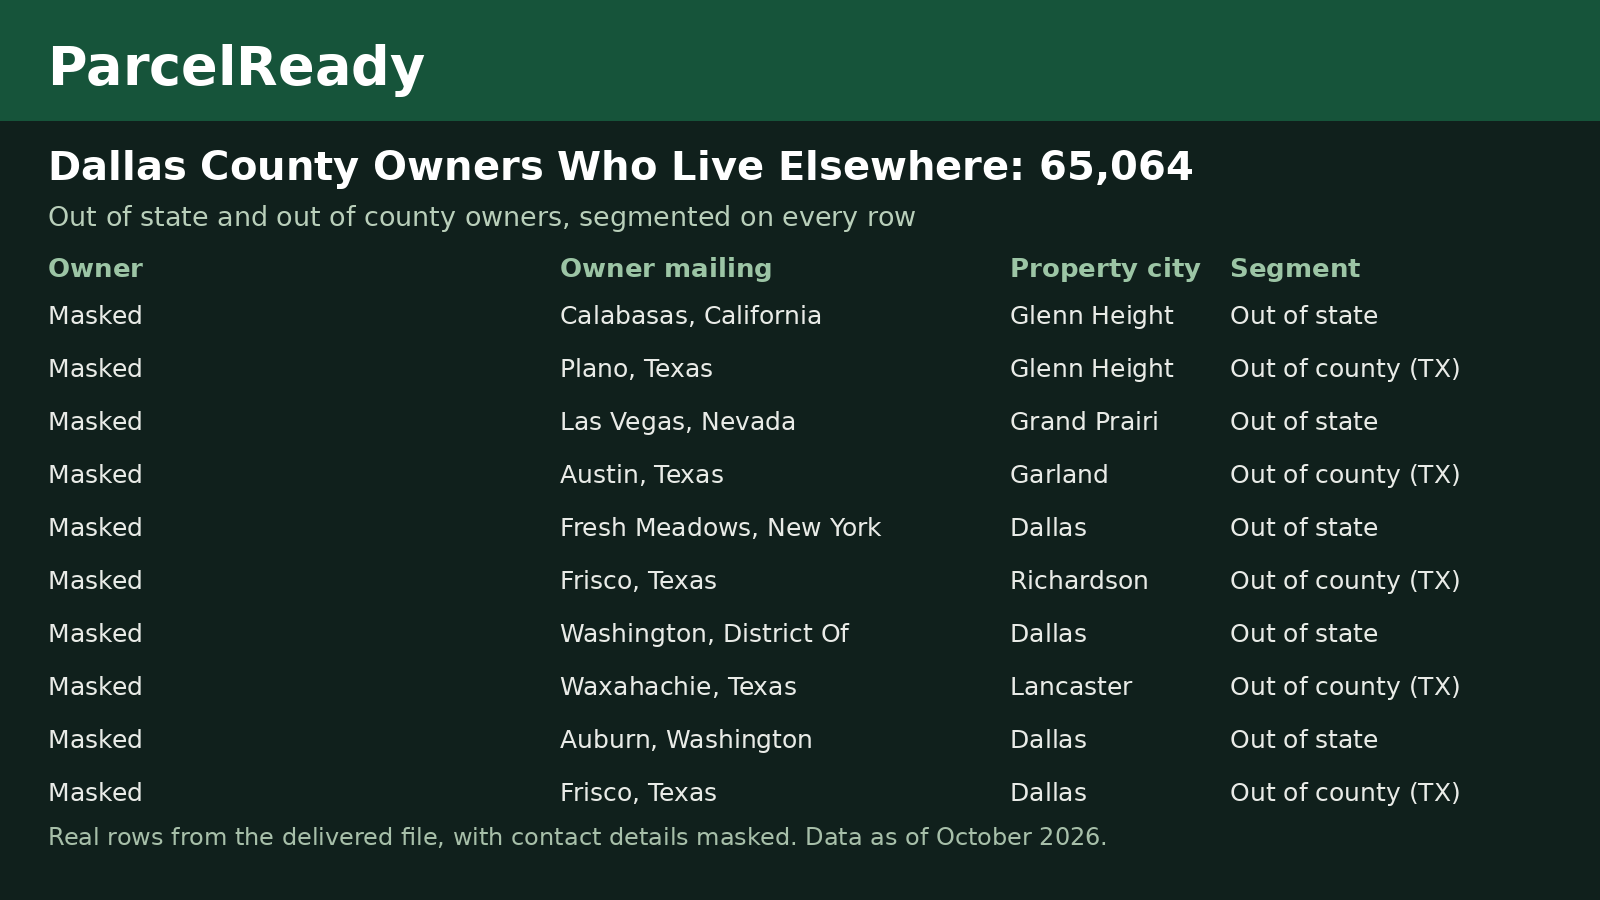 ParcelReady
Dallas County Owners Who Live Elsewhere: 65,064
Out of state and out of county owners, segmented on every row
Owner Owner mailing Property city Segment
Masked Calabasas, California Glenn Height Out of state
Masked Plano, Texas Glenn Height Out of county (TX)
Masked Las Vegas, Nevada Grand Prairi Out of state
Masked Austin, Texas Garland Out of county (TX)
Masked Fresh Meadows, New York Dallas Out of state
Masked Frisco, Texas Richardson Out of county (TX)
Masked Washington, District Of Dallas Out of state
Masked Waxahachie, Texas Lancaster Out of county (TX)
Masked Auburn, Washington Dallas Out of state
Masked Frisco, Texas Dallas Out of county (TX)
Real rows from the delivered file, with contact details masked. Data as of October 2026.